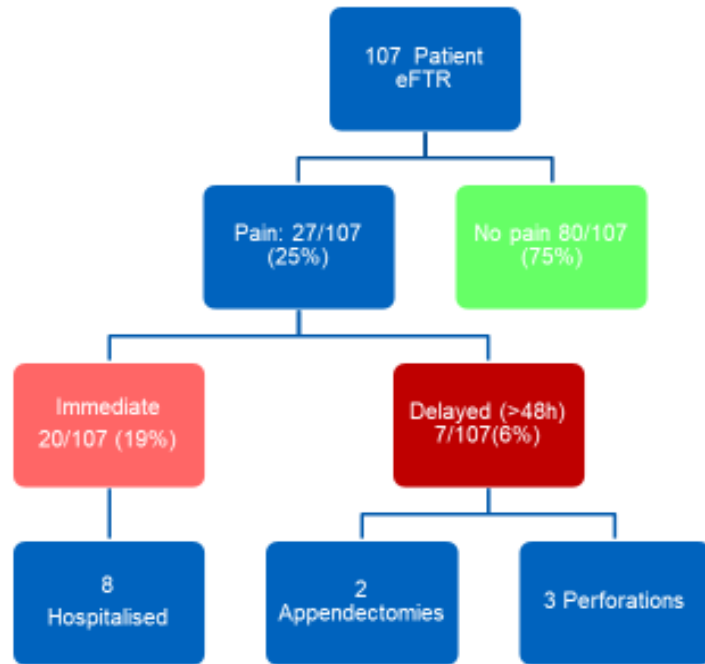 107 Patient
eFTR
Pain: 27/107
(25%)
No pain 80/107
(75%)
Immediate
20/107 (19%)
Delayed (>48h)
7/107(6%)
8
Hospitalised
2
Appendectomies
3 Perforations